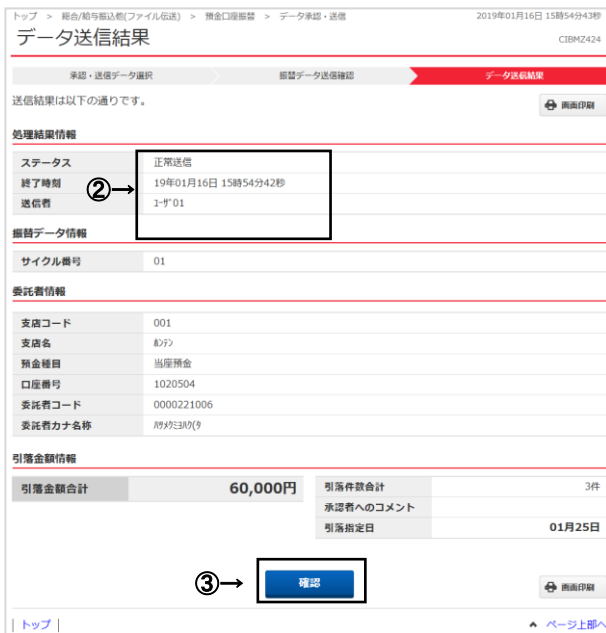 トップ > 総合/給与振込他(ファイル伝送) > 預金口座振替 > データ承認・送信 2019年01月16日 15時54分43秒
データ送信結果 CIBMZ424
承認・送信データ選択 振替データ送信確認 データ送信結果
送信結果は以下の通りです。 画面印刷
処理結果情報
ステータス 正常送信
終了時刻 ②→ 19年01月16日 15時54分42秒
送信者 ﾕｰｻﾞ01
振替データ情報
サイクル番号 01
委託者情報
支店コード 001
支店名 ﾎﾝﾃﾝ
預金種目 当座預金
口座番号 1020504
委託者コード 0000221006
委託者カナ名称
引落金額情報
引落金額合計 60,000円 引落件数合計 3件
承認者へのコメント
引落指定日 01月25日
③→ 確認 画面印刷
| トップ | ページ上部へ